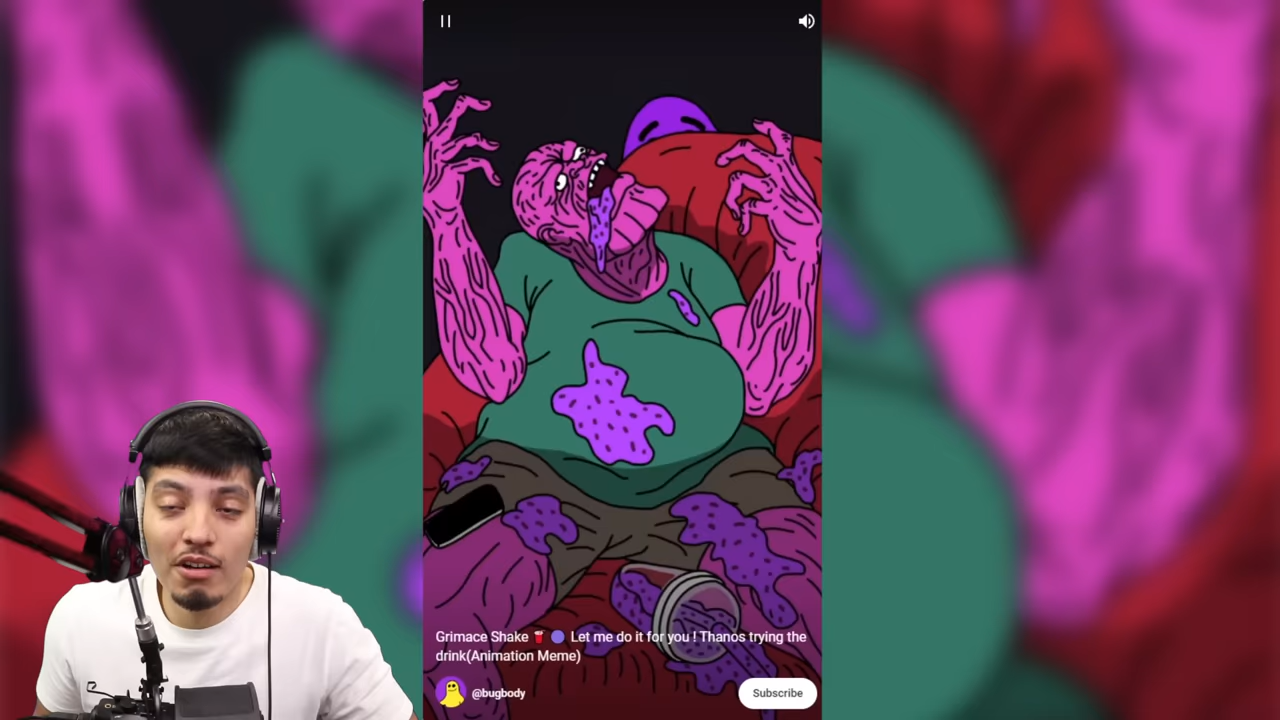 Grimace Shake 🥤 🟣 Let me do it for you ! Thanos trying the
drink(Animation Meme)
@bugbody
Subscribe